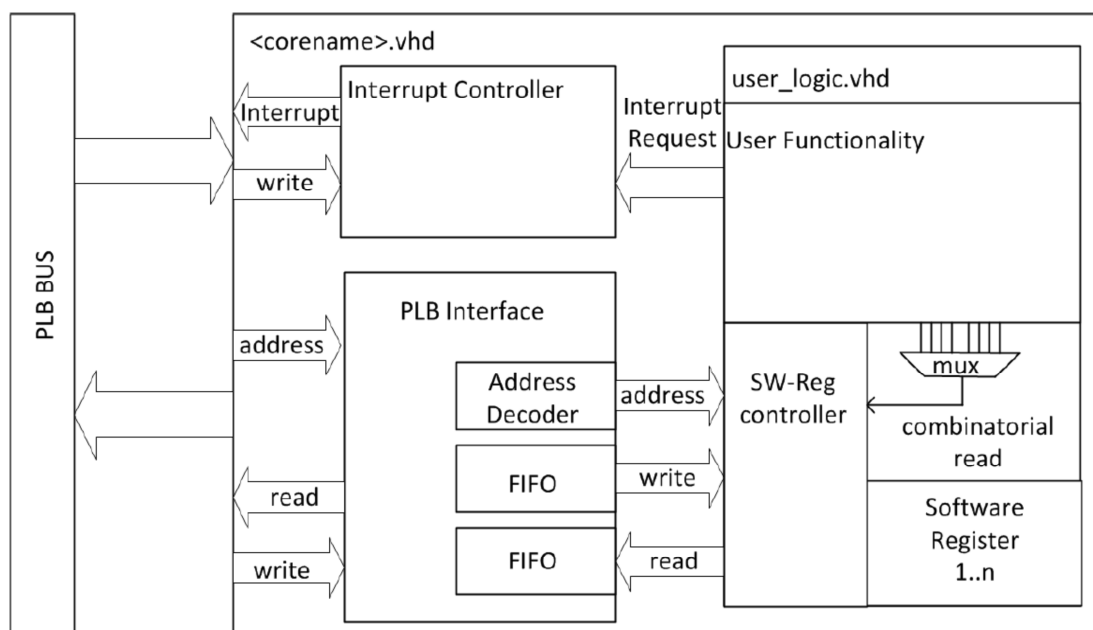 PLB BUS
<corename>.vhd
Interrupt Controller
Interrupt
write
Interrupt
Request
user_logic.vhd
User Functionality
PLB Interface
address
Address
Decoder
address
FIFO
write
read
FIFO
read
write
SW-Reg
controller
mux
combinatorial
read
Software
Register
1..n